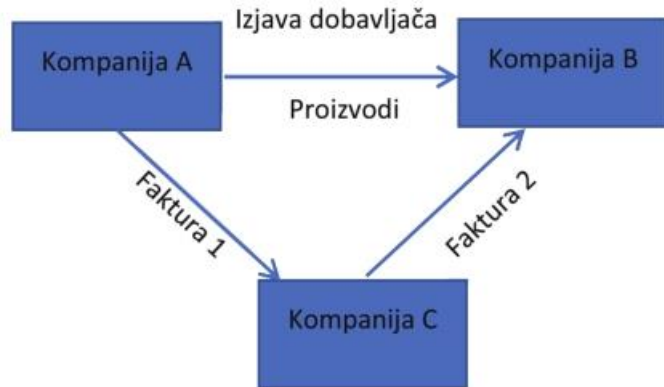 Izjava dobavljača
Kompanija A
Kompanija B
Proizvodi
Faktura 1
Faktura 2
Kompanija C